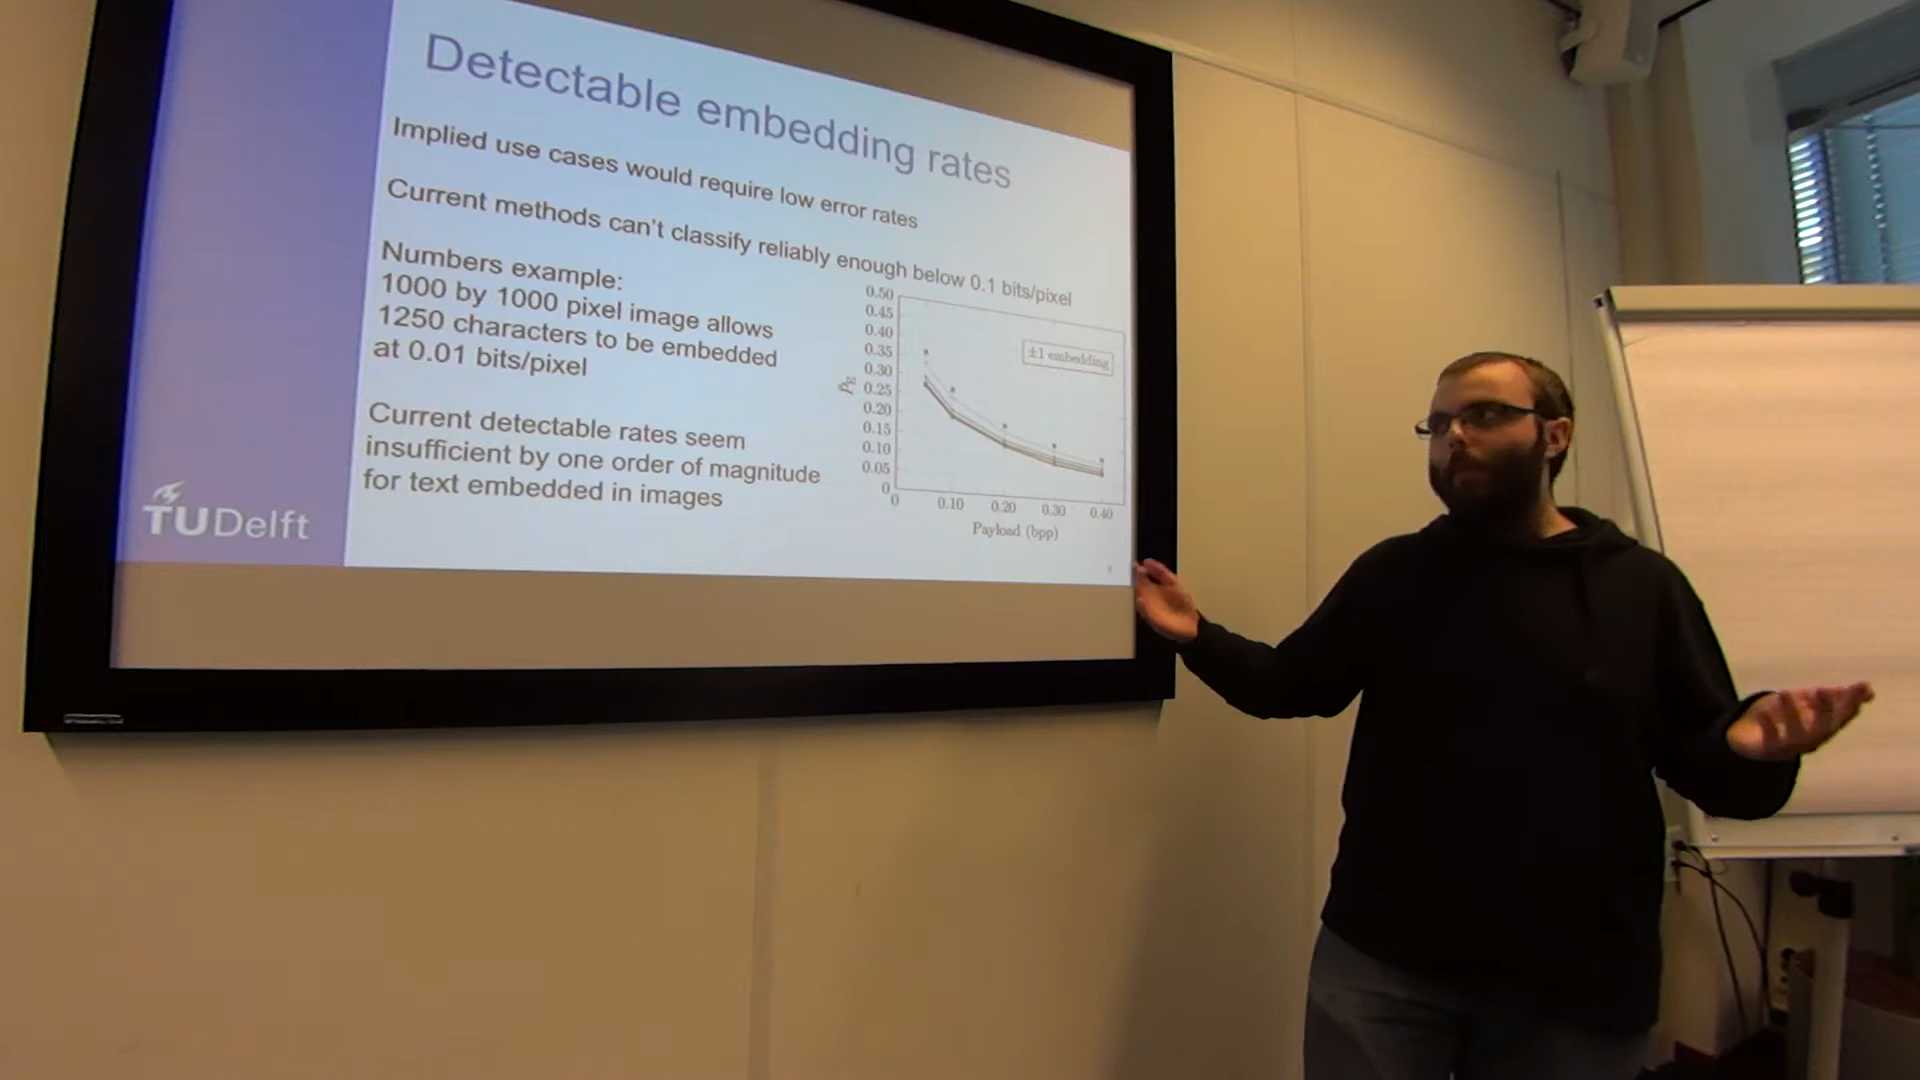 Detectable embedding rates
Implied use cases would require low error rates
Current methods can't classify reliably enough below 0.1 bits/pixel
Numbers example:
1000 by 1000 pixel image allows
1250 characters to be embedded
at 0.01 bits/pixel
Current detectable rates seem
insufficient by one order of magnitude
for text embedded in images
TUDelft
0.50
0.45
0.40
0.35
0.30
0.25
0.20
0.15
0.10
0.05
0
±1 embedding
0 0.10 0.20 0.30 0.40
Payload (bpp)